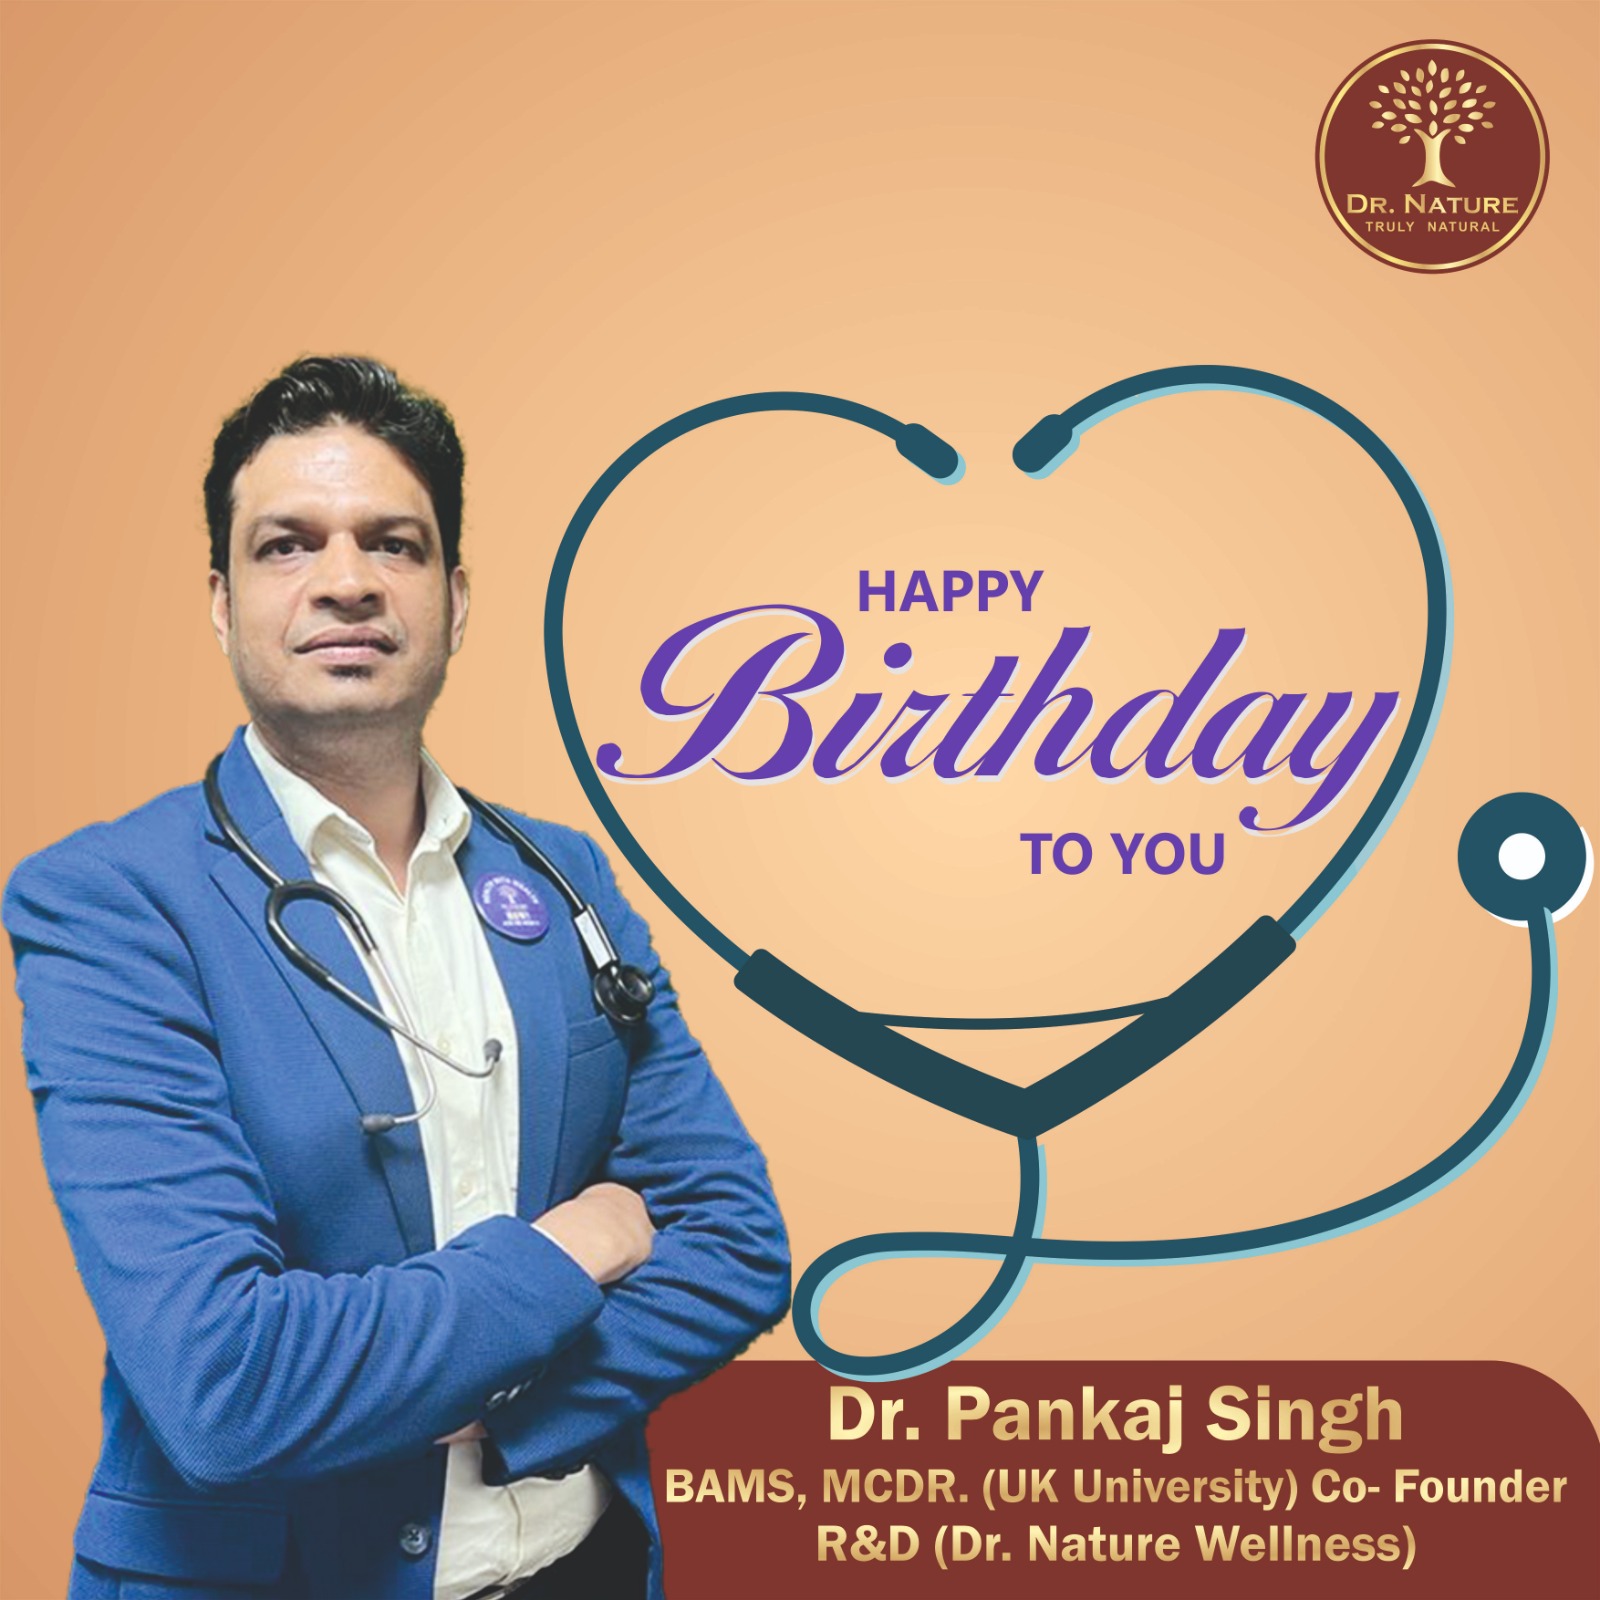 DR. NATURE
TRULY NATURAL
HAPPY
Birthday
TO YOU
Dr. Pankaj Singh
BAMS, MCDR. (UK University) Co- Founder
R&D (Dr. Nature Wellness)